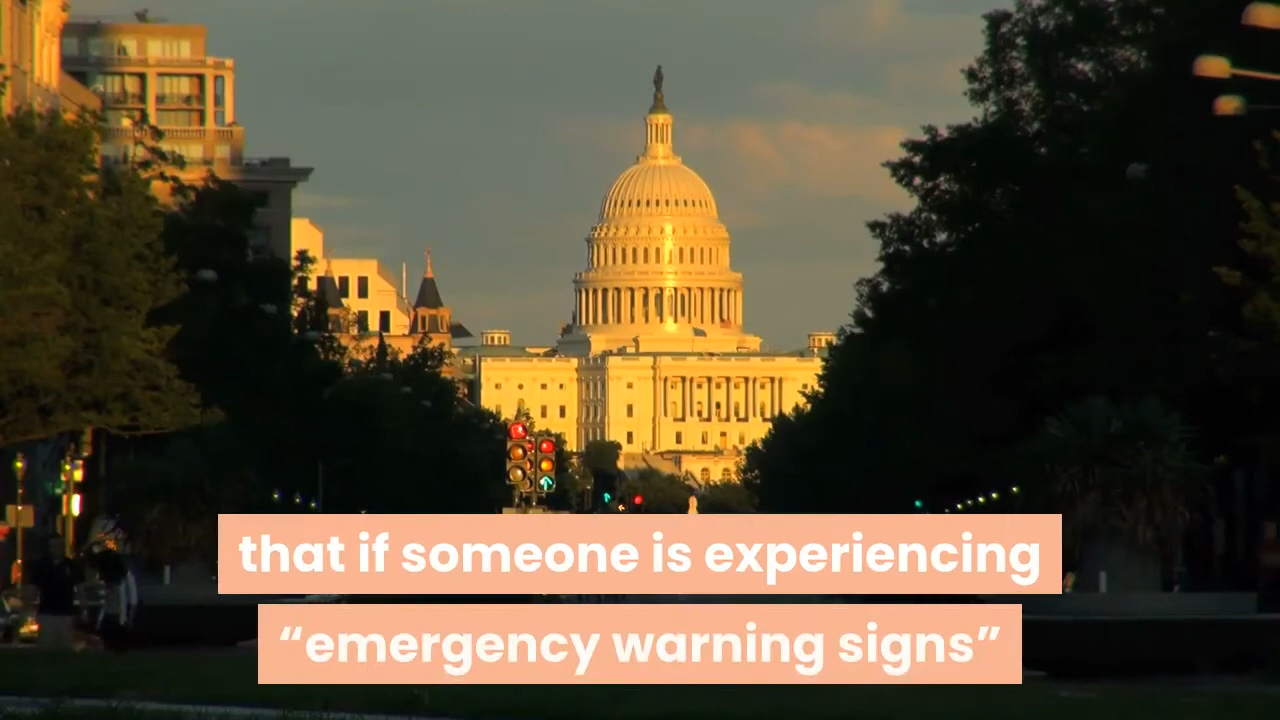 that if someone is experiencing
“emergency warning signs”